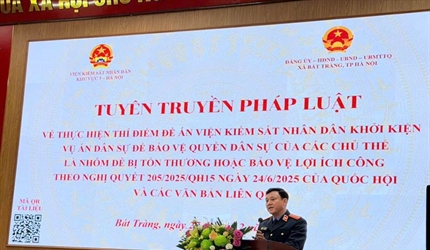 VIỆN KIỂM SÁT NHÂN DÂN
KHU VỰC 5 - HÀ NỘI
ĐẢNG ỦY - HĐND - UBND - UBMTTQ
XÃ BÁT TRÀNG, TP HÀ NỘI
TUYÊN TRUYỀN PHÁP LUẬT
VỀ THỰC HIỆN THÍ ĐIỂM ĐỀ ÁN VIỆN KIỂM SÁT NHÂN DÂN KHỞI KIỆN
VỤ ÁN DÂN SỰ ĐỂ BẢO VỆ QUYỀN DÂN SỰ CỦA CÁC CHỦ THỂ
LÀ NHÓM DỄ BỊ TỔN THƯƠNG HOẶC BẢO VỆ LỢI ÍCH CÔNG
THEO NGHỊ QUYẾT 205/2025/QH15 NGÀY 24/6/2025 CỦA QUỐC HỘI
VÀ CÁC VĂN BẢN LIÊN
MÃ QR
TÀI LIỆU
Bát Tràng, ngày